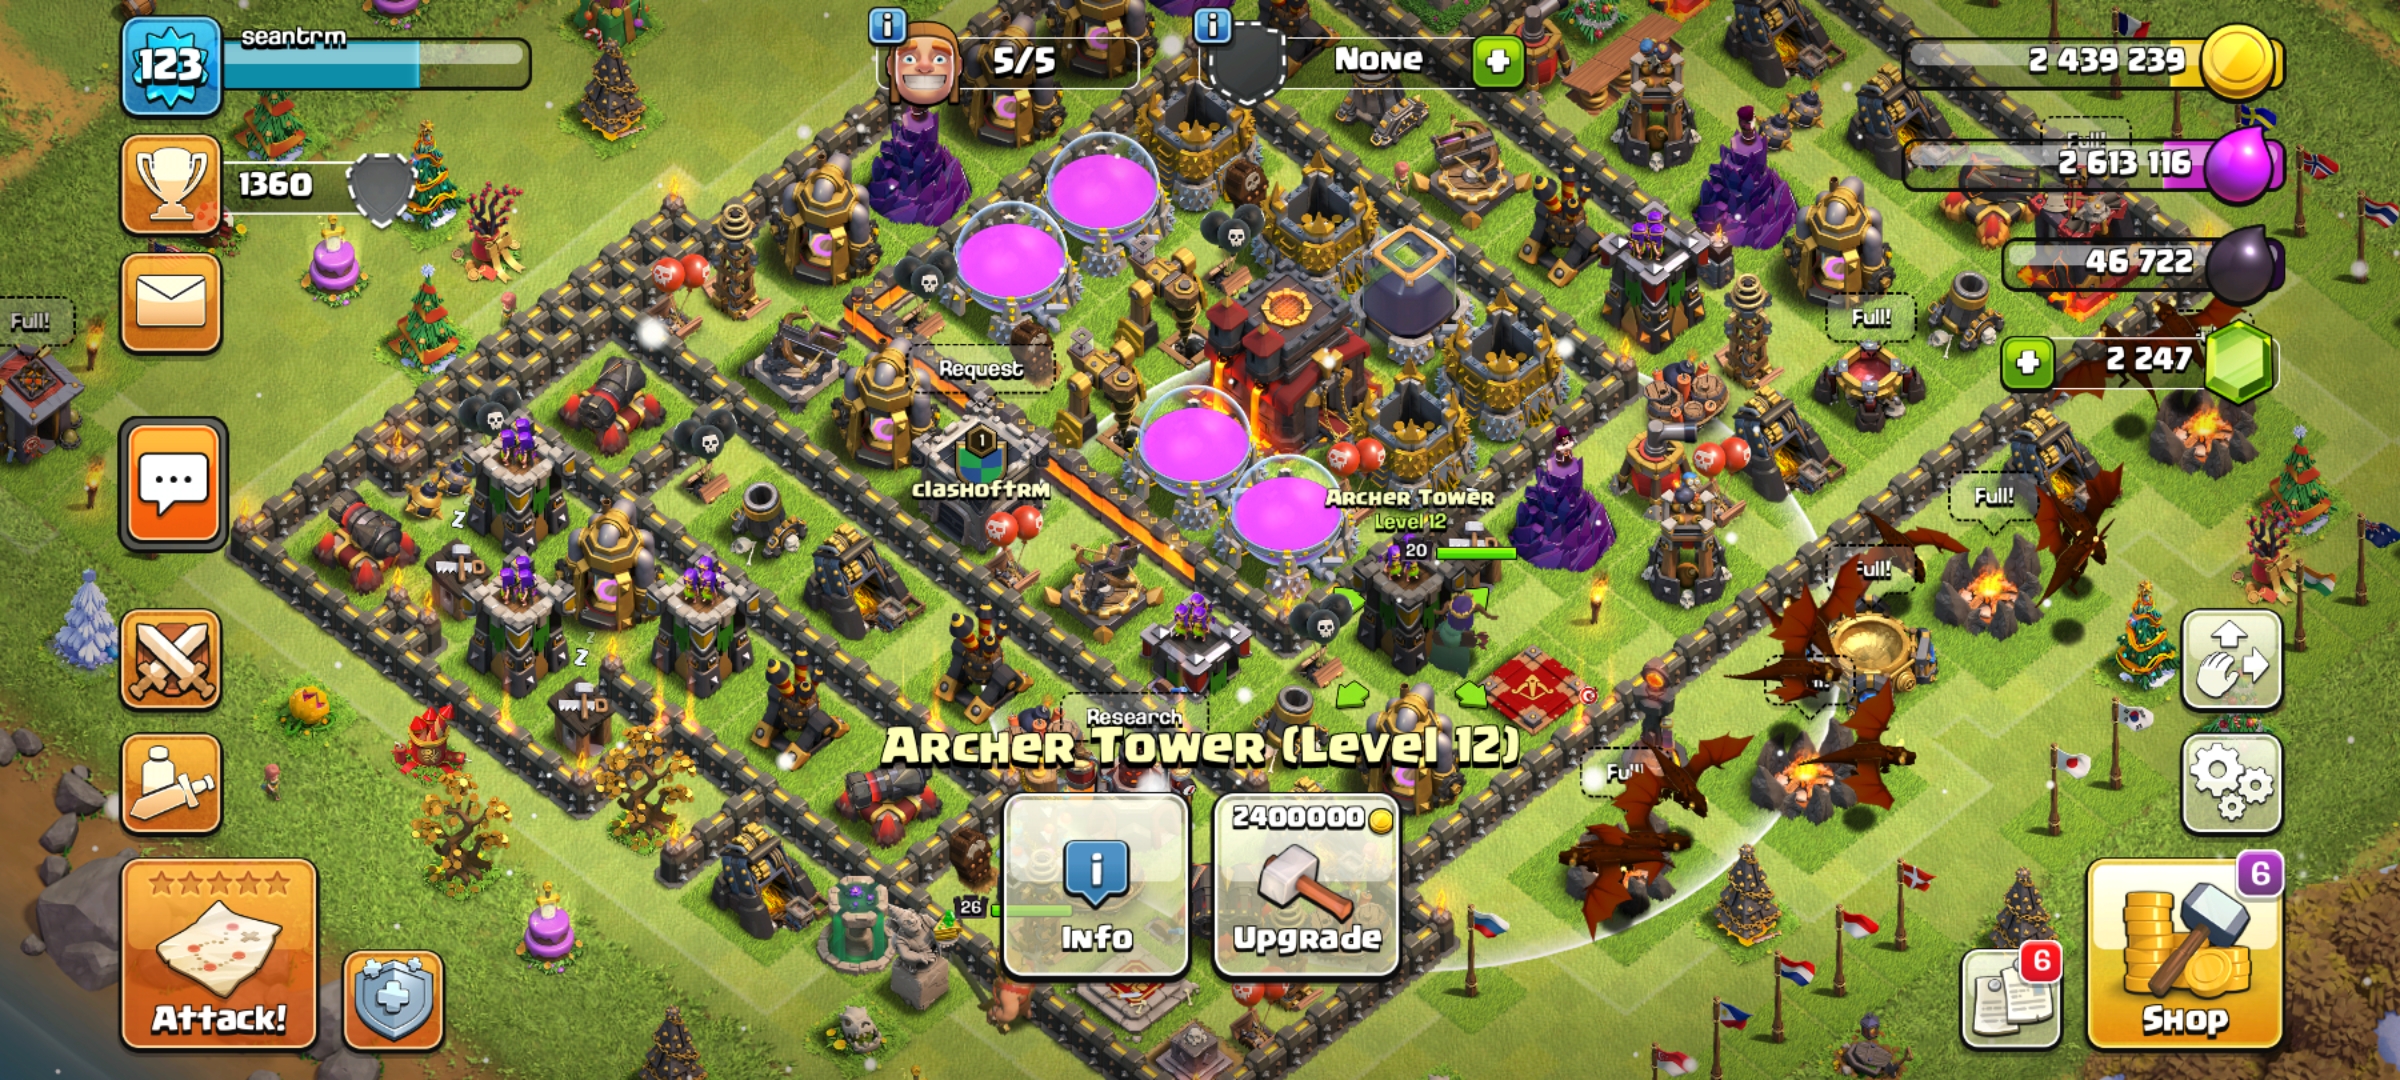 123
seantrm
5/5
None
2 439 239
1360
2 613 116
46 722
2 247
Full!
Full!
Full!
Request
1
clashoftrm
Archer Tower
Level 12
20
Full!
Full!
z
z
z
Research
Archer Tower (Level 12)
2400000
Info
Upgrade
26
Attack!
6
6
Shop